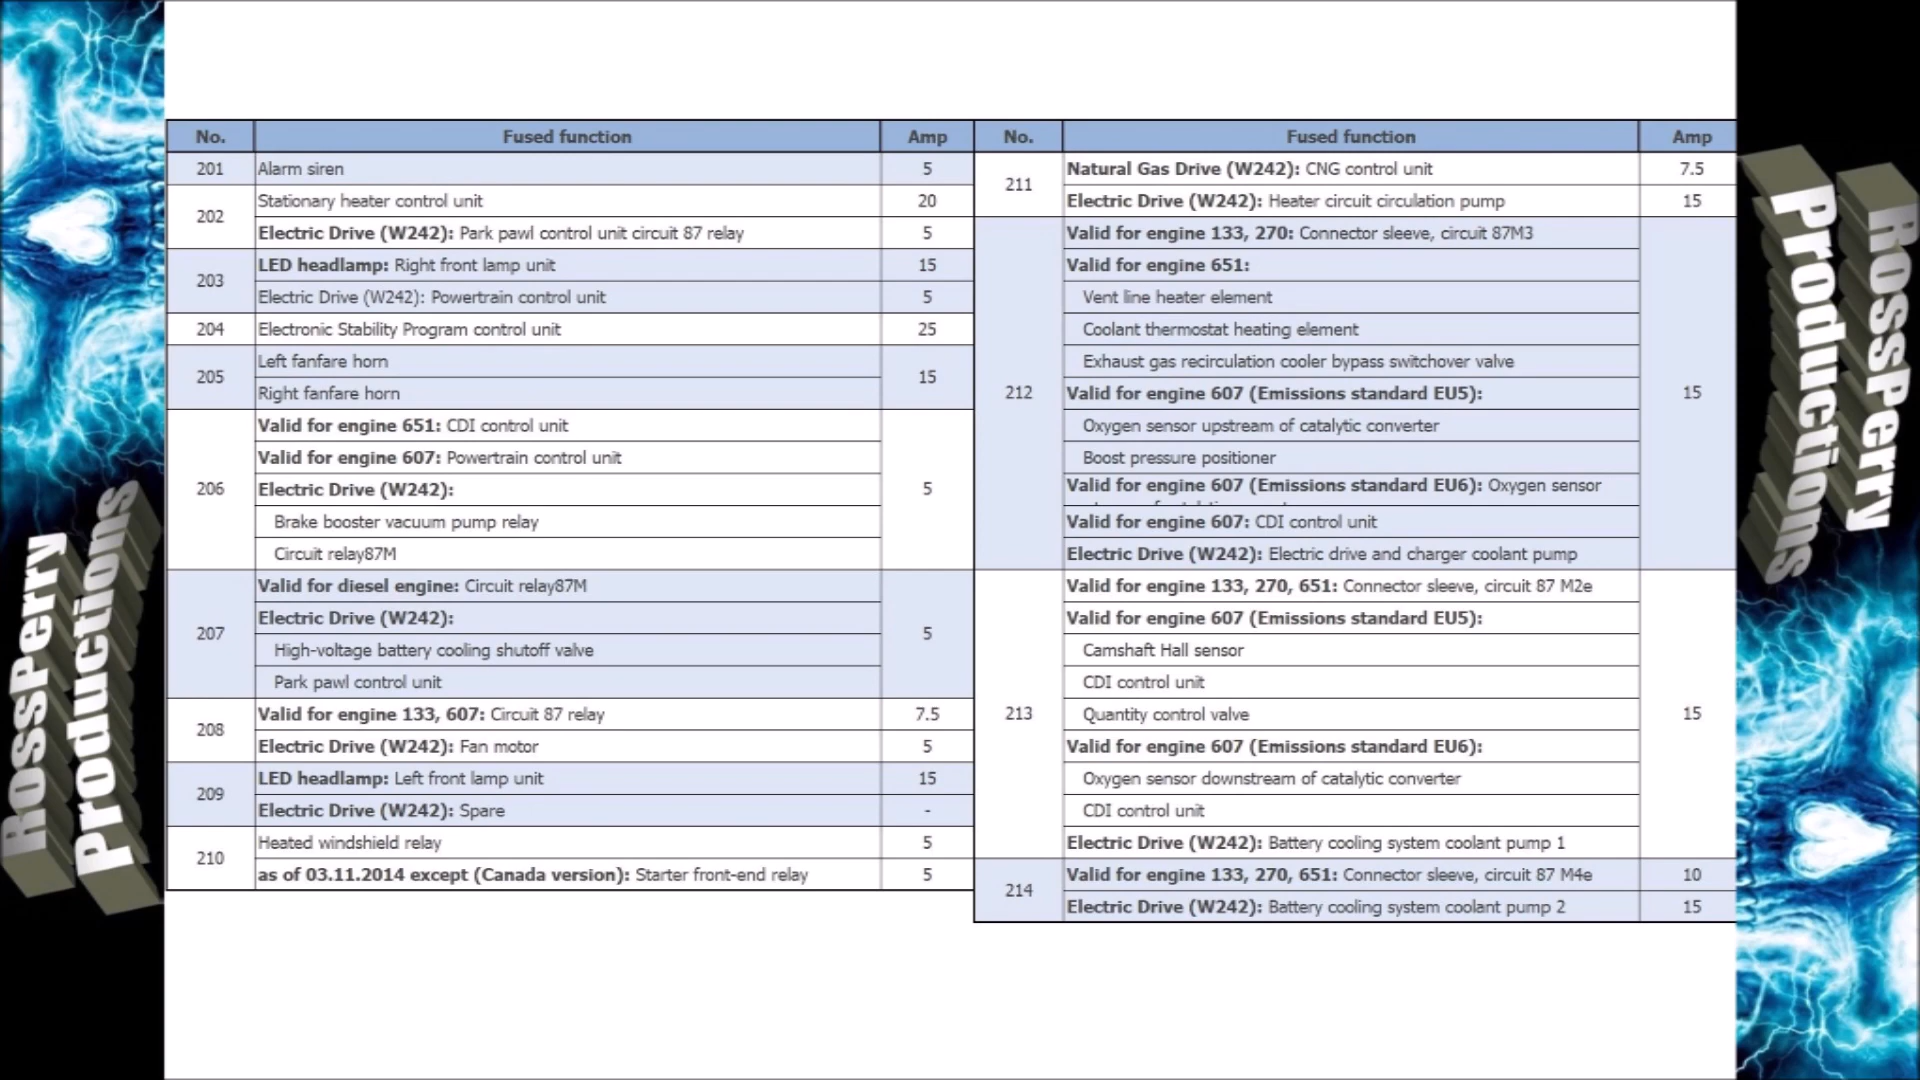 No. Fused function Amp
201 Alarm siren 5
202 Stationary heater control unit 20
Electric Drive (W242): Park pawl control unit circuit 87 relay 5
203 LED headlamp: Right front lamp unit 15
Electric Drive (W242): Powertrain control unit 5
204 Electronic Stability Program control unit 25
205 Left fanfare horn 15
Right fanfare horn
206 Valid for engine 651: CDI control unit 5
Valid for engine 607: Powertrain control unit
Electric Drive (W242):
Brake booster vacuum pump relay
Circuit relay87M
207 Valid for diesel engine: Circuit relay87M 5
Electric Drive (W242):
High-voltage battery cooling shutoff valve
Park pawl control unit
208 Valid for engine 133, 607: Circuit 87 relay 7.5
Electric Drive (W242): Fan motor 5
209 LED headlamp: Left front lamp unit 15
Electric Drive (W242): Spare -
210 Heated windshield relay 5
as of 03.11.2014 except (Canada version): Starter front-end relay 5
No. Fused function Amp
211 Natural Gas Drive (W242): CNG control unit 7.5
Electric Drive (W242): Heater circuit circulation pump 15
212 Valid for engine 133, 270: Connector sleeve, circuit 87M3 15
Valid for engine 651:
Vent line heater element
Coolant thermostat heating element
Exhaust gas recirculation cooler bypass switchover valve
Valid for engine 607 (Emissions standard EU5):
Oxygen sensor upstream of catalytic converter
Boost pressure positioner
Valid for engine 607 (Emissions standard EU6): Oxygen sensor
Valid for engine 607: CDI control unit
Electric Drive (W242): Electric drive and charger coolant pump
213 Valid for engine 133, 270, 651: Connector sleeve, circuit 87 M2e 15
Valid for engine 607 (Emissions standard EU5):
Camshaft Hall sensor
CDI control unit
Quantity control valve
Valid for engine 607 (Emissions standard EU6):
Oxygen sensor downstream of catalytic converter
CDI control unit
Electric Drive (W242): Battery cooling system coolant pump 1
214 Valid for engine 133, 270, 651: Connector sleeve, circuit 87 M4e 10
Electric Drive (W242): Battery cooling system coolant pump 2 15
RossPerry
Productions
RossPerry
Productions